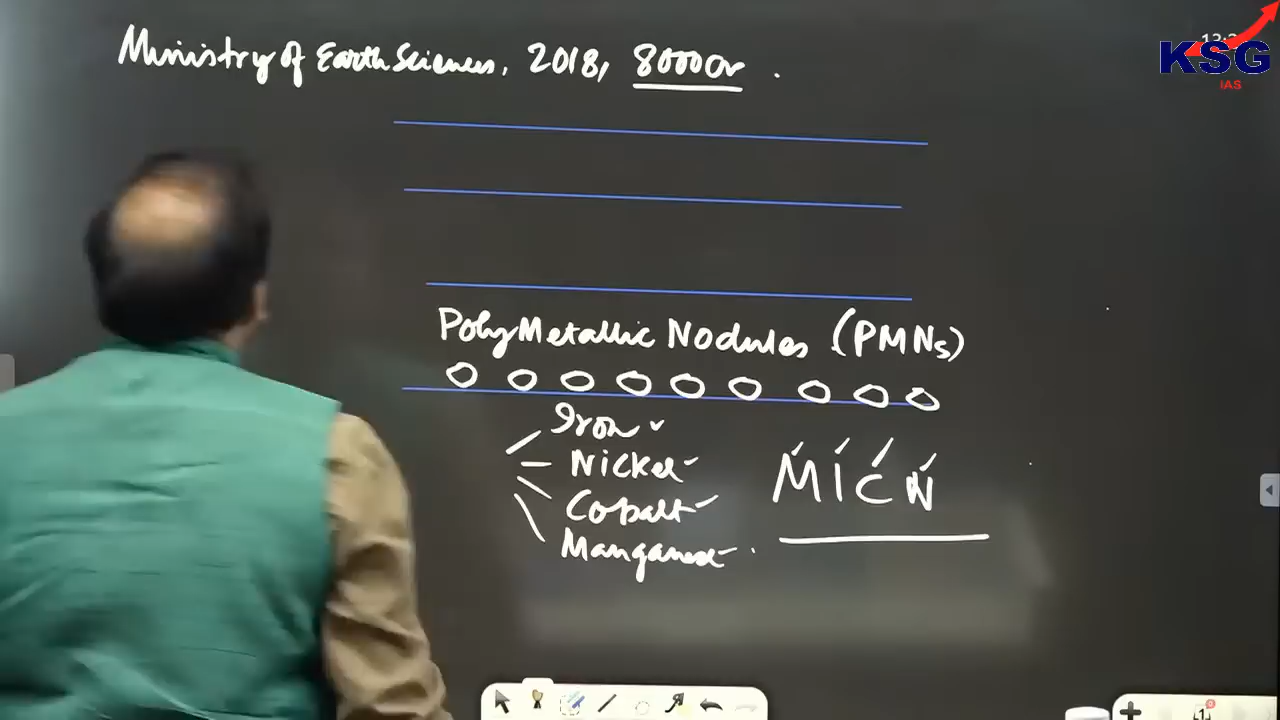 Ministry of Earth Sciences, 2018, 8000cr.
KSG
IAS
PolyMetallic Nodules (PMNs)
Iron
Nickel
Cobalt
Manganese
MICN